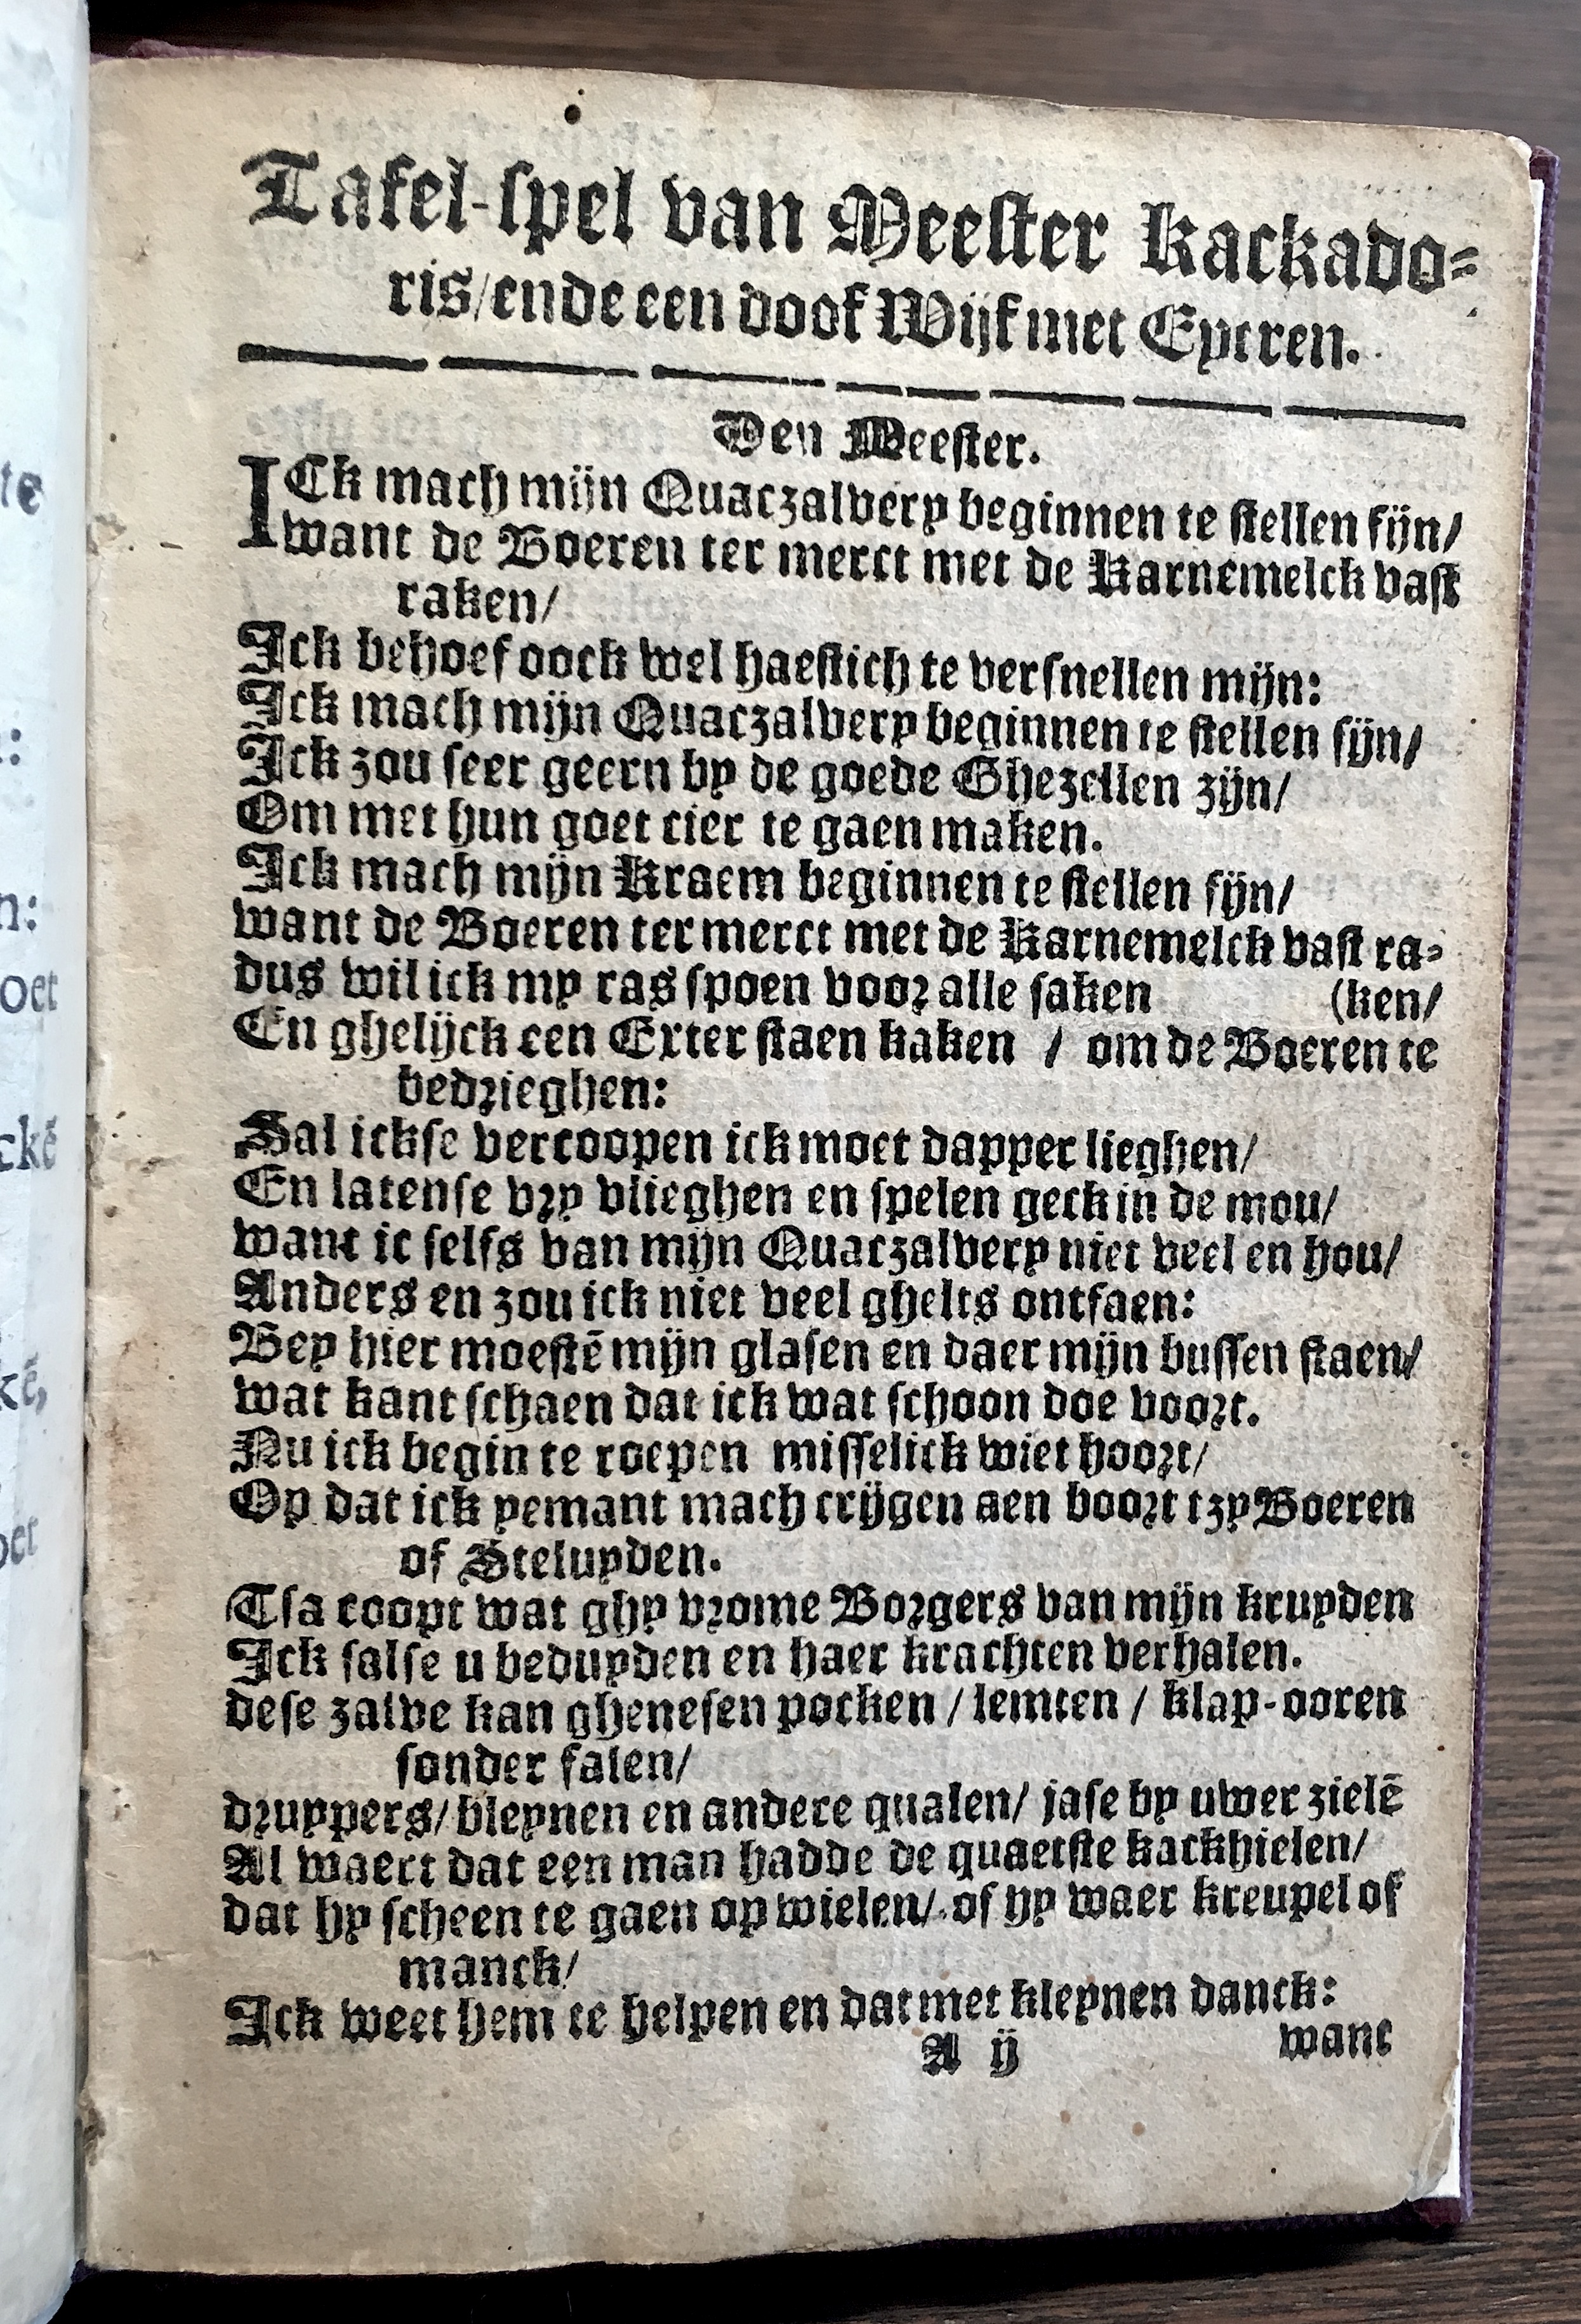 Tafel-spel van Meester Kackado-
ris/ende een doof Wijf met Eyeren.
Den Meester.
ICk mach mijn Quaczalvery beginnen te stellen fijn/
want de Boeren ter merct met de Karnemelck vast
raken/
Ick behoef oock wel haestich te versnellen mijn:
Ick mach mijn Quaczalvery beginnen te stellen fijn/
Ick zou seer geern by de goede Ghezellen zijn/
Om met hun goet cier te gaen maken.
Ick mach mijn Kraem beginnen te stellen fijn/
want de Boeren ter merct met de Karnemelck vast ra-
dus wil ick my ras spoen voor alle saken (ken/
En ghelijck een Exter staen kaken / om de Boeren te
bedrieghen:
Sal ickse vercoopen ick moet dapper lieghen/
En latense vry vlieghen en spelen geck in de mou/
want ic selfs van mijn Quaczalvery niet veel en hou/
Anders en zou ick niet veel ghelts ontfaen:
Bey hier moestē mijn glasen en daer mijn bussen staen/
wat kant schaen dat ick wat schoon doe voort.
Nu ick begin te roepen misselick wiet hoort/
Op dat ick yemant mach crijgen aen boort tzy Boeren
of Steluyden.
Tsa coopt wat ghy vrome Borgers van mijn kruyden
Ick salse u beduyden en haer krachten verhalen.
dese zalve kan ghenesen pocken / lemten / klap-ooren
sonder falen/
druppers/ bleynen en andere qualen/ jase by uwer zielē
Al waert dat een man hadde de quaetste kackhielen/
dat hy scheen te gaen op wielen/ of hy waer kreupel of
manck/
Ick weet hem te helpen en dat met kleynen danck:
A ij want